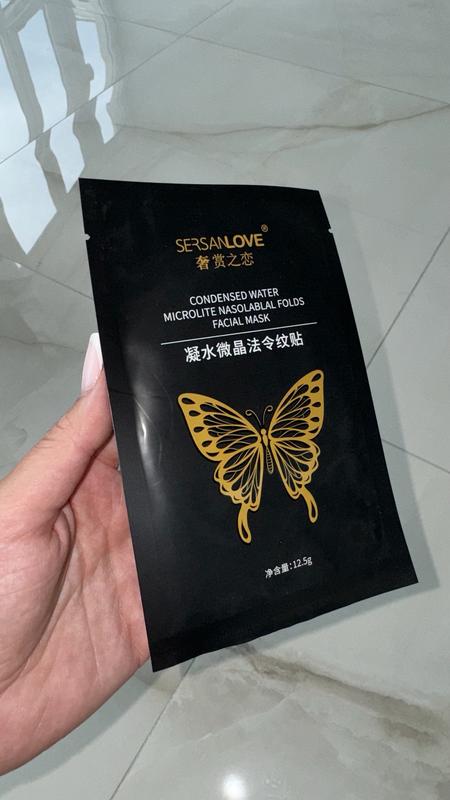 SERSANLOVE®
奢赏之恋
CONDENSED WATER
MICROLITE NASOLABLAL FOLDS
FACIAL MASK
凝水微晶法令纹贴
净含量:12.5g